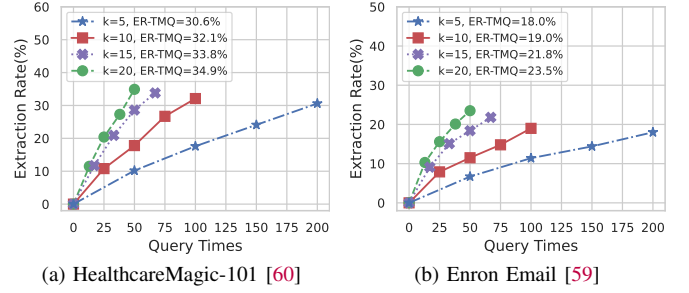 60
50
40
30
20
10
0
Extraction Rate(%)
k=5, ER-TMQ=30.6%
k=10, ER-TMQ=32.1%
k=15, ER-TMQ=33.8%
k=20, ER-TMQ=34.9%
0 25 50 75 100 125 150 175 200
Query Times
(a) HealthcareMagic-101 [60]
50
40
30
20
10
0
Extraction Rate(%)
k=5, ER-TMQ=18.0%
k=10, ER-TMQ=19.0%
k=15, ER-TMQ=21.8%
k=20, ER-TMQ=23.5%
0 25 50 75 100 125 150 175 200
Query Times
(b) Enron Email [59]